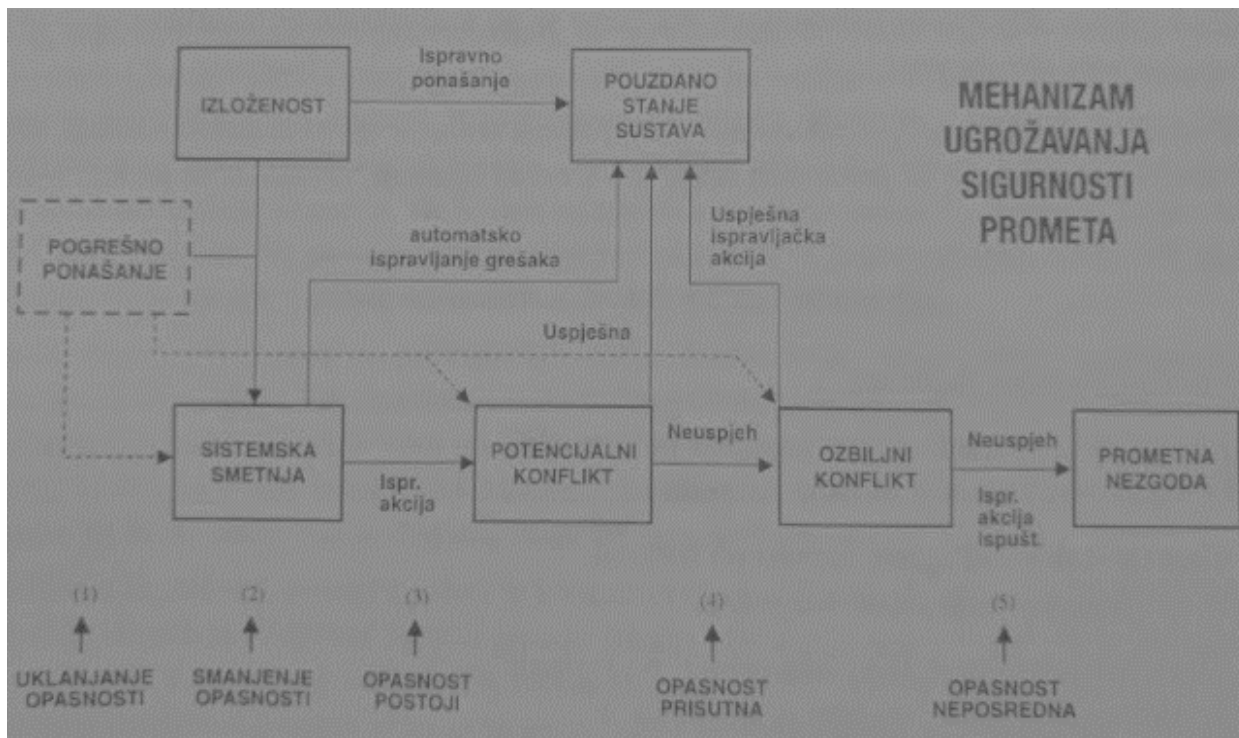 IZLOŽENOST
Ispravno
ponašanje
POUZDANO
STANJE
SUSTAVA
MEHANIZAM
UGROŽAVANJA
SIGURNOSTI
PROMETA
POGREŠNO
PONAŠANJE
automatsko
ispravljanje grešaka
Uspješna
ispravljačka
akcija
Uspješna
SISTEMSKA
SMETNJA
Ispr.
akcija
POTENCIJALNI
KONFLIKT
Neuspjeh
OZBILJNI
KONFLIKT
Neuspjeh
Ispr.
akcija
ispušt.
PROMETNA
NEZGODA
(1)
(2)
(3)
(4)
(5)
UKLANJANJE
OPASNOSTI
SMANJENJE
OPASNOSTI
OPASNOST
POSTOJI
OPASNOST
PRISUTNA
OPASNOST
NEPOSREDNA